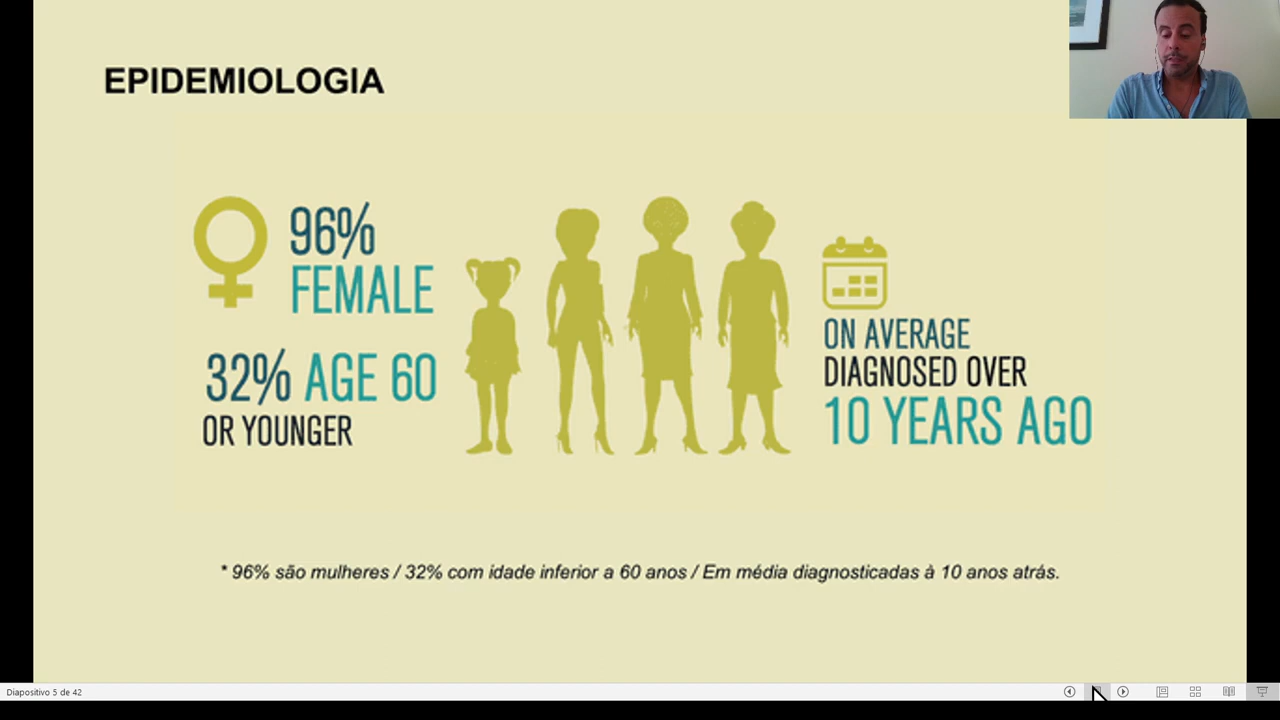 EPIDEMIOLOGIA
96%
FEMALE
32% AGE 60
OR YOUNGER
ON AVERAGE
DIAGNOSED OVER
10 YEARS AGO
* 96% são mulheres / 32% com idade inferior a 60 anos / Em média diagnosticadas à 10 anos atrás.
Diapositivo 5 de 42